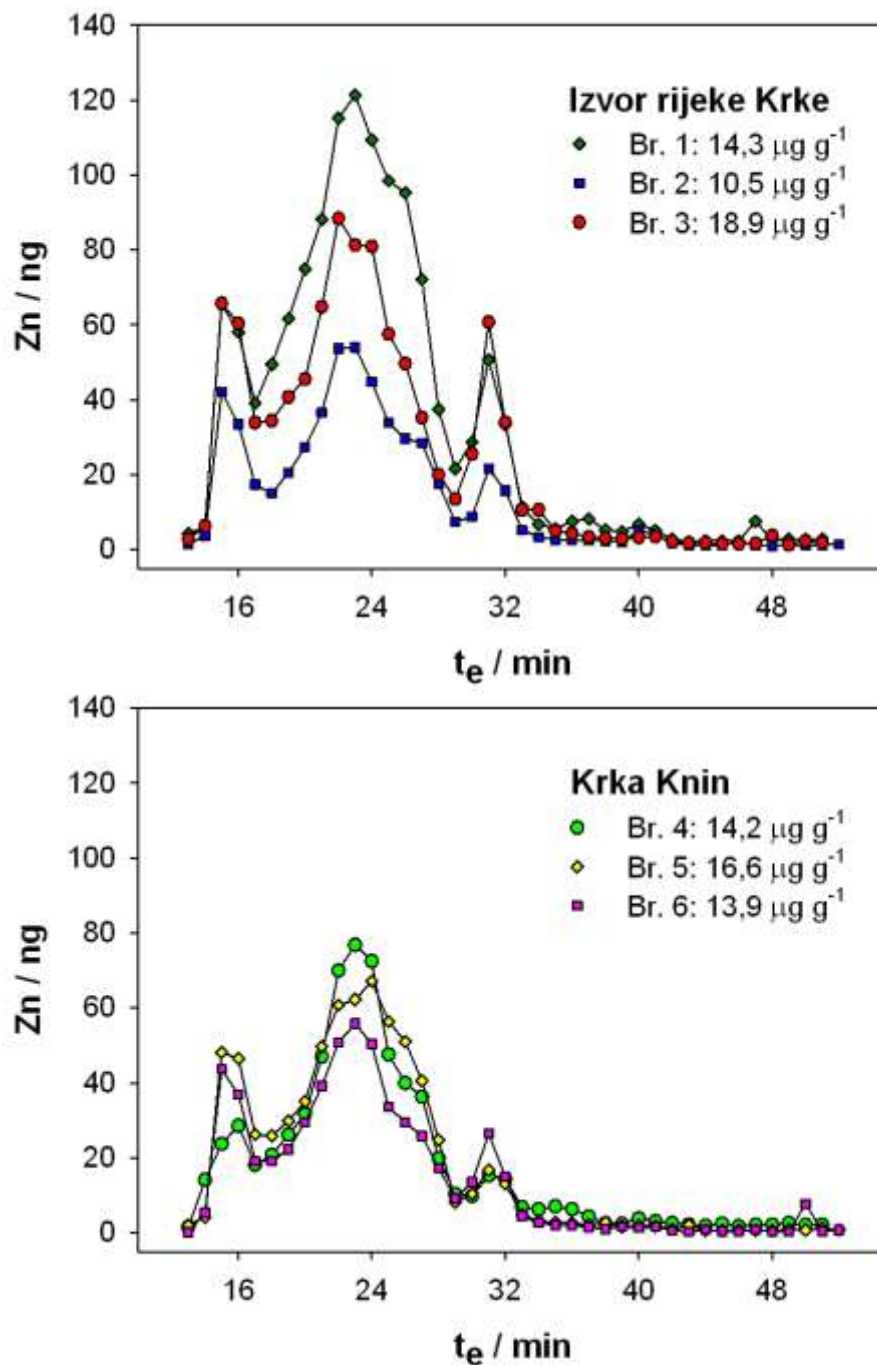 140
120
100
80
60
40
20
0
Zn / ng
Izvor rijeke Krke
Br. 1: 14,3 μg g-1
Br. 2: 10,5 μg g-1
Br. 3: 18,9 μg g-1
16 24 32 40 48
te / min
140
120
100
80
60
40
20
0
Zn / ng
Krka Knin
Br. 4: 14,2 μg g-1
Br. 5: 16,6 μg g-1
Br. 6: 13,9 μg g-1
16 24 32 40 48
te / min